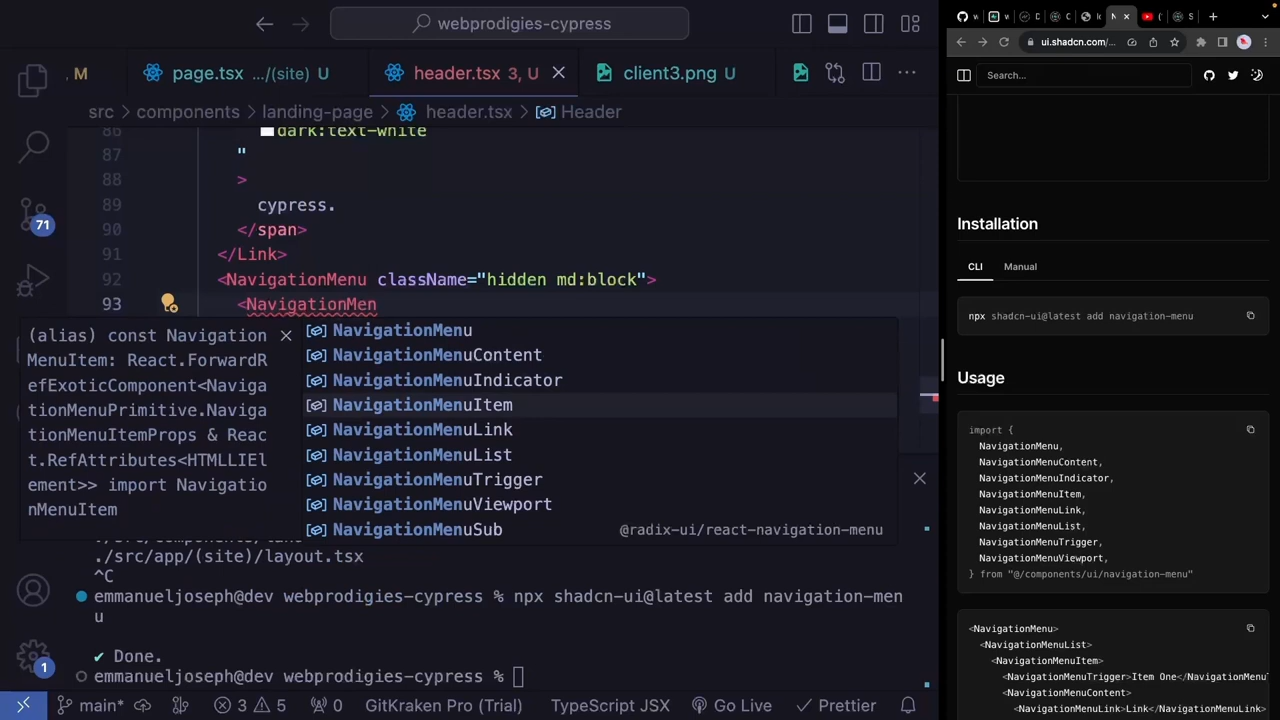 webprodigies-cypress
M
page.tsx .../(site) U
header.tsx 3, U
client3.png U
src
components
landing-page
header.tsx
Header
86
dark:text-white
87
"
88
>
89
cypress.
90
</span>
91
</Link>
92
<NavigationMenu className="hidden md:block">
93
<NavigationMen
71
(alias) const Navigation
MenuItem: React.ForwardR
efExoticComponent<Naviga
tionMenuPrimitive.Naviga
tionMenuItemProps & Reac
t.RefAttributes<HTMLLIEl
ement>> import Navigatio
nMenuItem
NavigationMenu
NavigationMenuContent
NavigationMenuIndicator
NavigationMenuItem
NavigationMenuLink
NavigationMenuList
NavigationMenuTrigger
NavigationMenuViewport
NavigationMenuSub @radix-ui/react-navigation-menu
./src/app/(site)/layout.tsx
^C
emmanueljoseph@dev webprodigies-cypress % npx shadcn-ui@latest add navigation-men
u
✔ Done.
emmanueljoseph@dev webprodigies-cypress %
1
main*
3
5
0
GitKraken Pro (Trial)
TypeScript JSX
Go Live
Prettier
ui.shadcn.com/...
Search...
Installation
CLI
Manual
npx shadcn-ui@latest add navigation-menu
Usage
import {
NavigationMenu,
NavigationMenuContent,
NavigationMenuIndicator,
NavigationMenuItem,
NavigationMenuLink,
NavigationMenuList,
NavigationMenuTrigger,
NavigationMenuViewport,
} from "@/components/ui/navigation-menu"
<NavigationMenu>
<NavigationMenuList>
<NavigationMenuItem>
<NavigationMenuTrigger>Item One</NavigationMenuT
<NavigationMenuContent>
<NavigationMenuLink>Link</NavigationMenuLink>